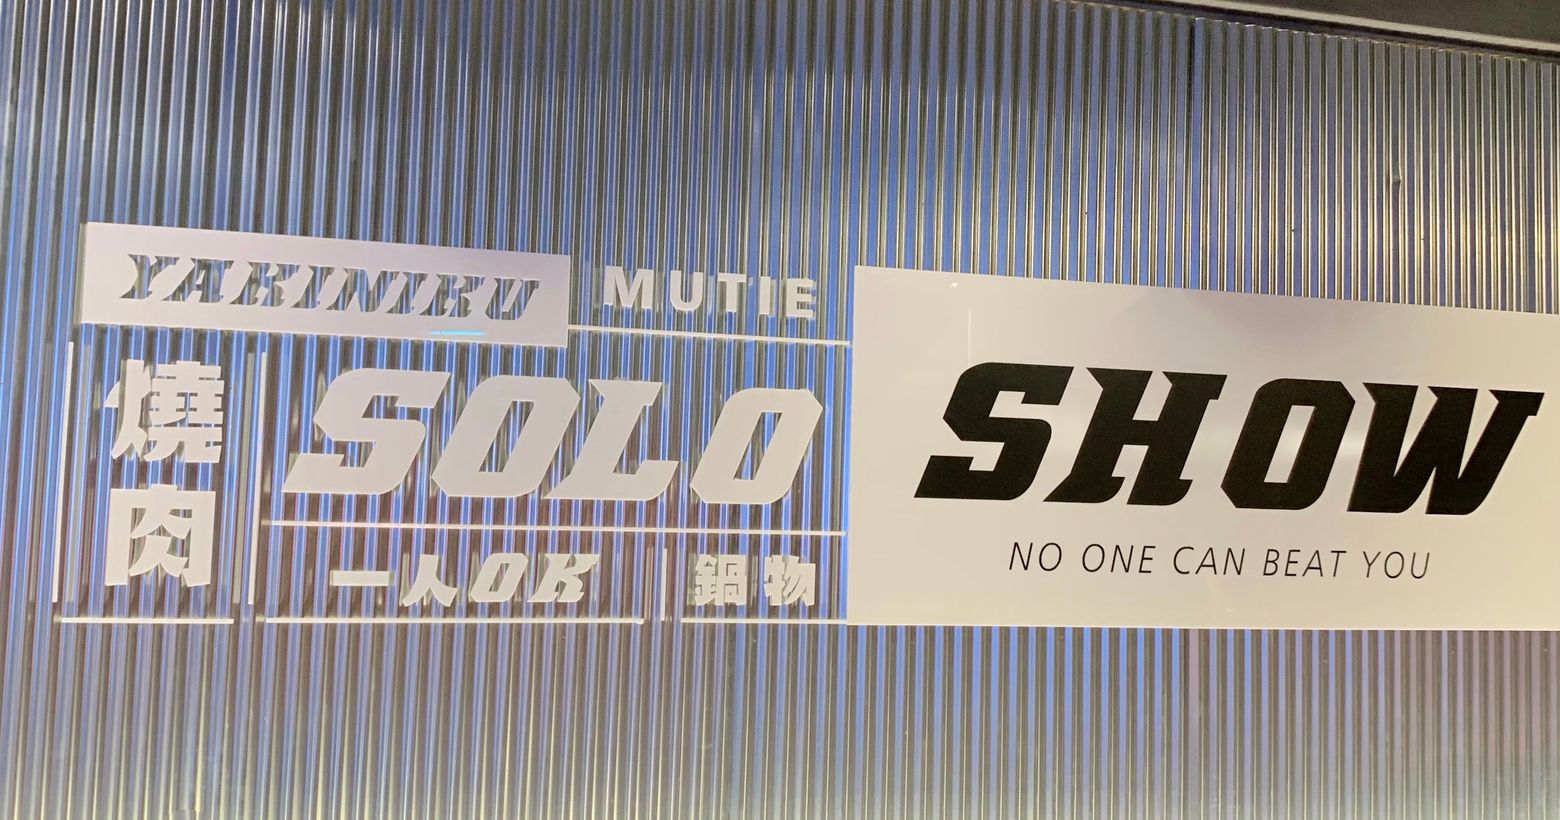 YAKINIKU MUTIE
燒肉
SOLO
一人OK
鍋物
SHOW
NO ONE CAN BEAT YOU